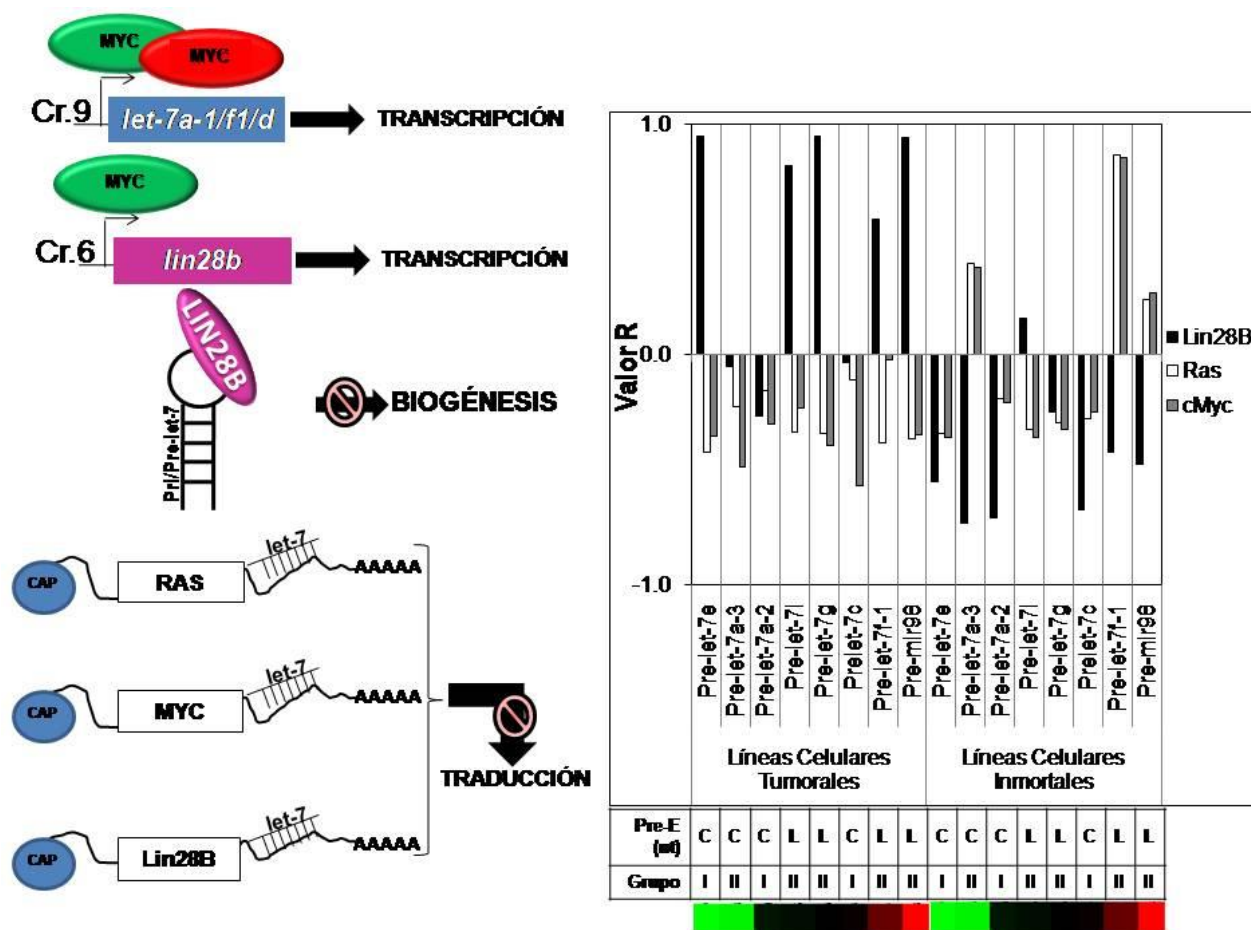 MYC
MYC
Cr.9
let-7a-1/f1/d
TRANSCRIPCIÓN
MYC
Cr.6
lin28b
TRANSCRIPCIÓN
LIN28B
Pri/Pre-let-7
BIOGÉNESIS
CAP
RAS
let-7
AAAAA
CAP
MYC
let-7
AAAAA
CAP
Lin28B
let-7
AAAAA
TRADUCCIÓN
Valor R
1.0
0.0
-1.0
Lin28B
Ras
cMyc
Pre-let-7e
Pre-let-7a-3
Pre-let-7a-2
Pre-let-7i
Pre-let-7g
Prelet-7c
Pre-let-7f-1
Pre-mir98
Pre-let-7e
Pre-let-7a-3
Pre-let-7a-2
Pre-let-7i
Pre-let-7g
Prelet-7c
Pre-let-7f-1
Pre-mir98
Líneas Celulares
Tumorales
Líneas Celulares
Inmortales
Pre-E
(nt)
C C C L L C L L C C C L L C L L
Grupo I II I II II I II II I II I II II I II II